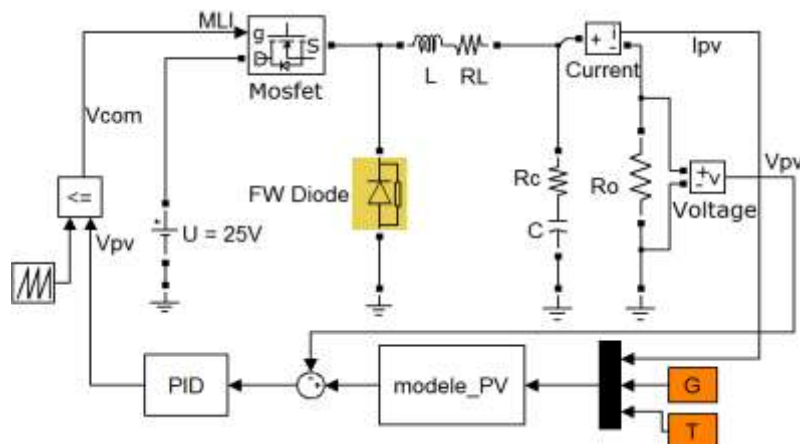 MLI
g
D
S
Mosfet
L
RL
+
i
-
Current
Ipv
Vcom
<=
Vpv
+
U = 25V
FW Diode
Rc
C
Ro
+
-
v
Voltage
Vpv
PID
modele_PV
G
T